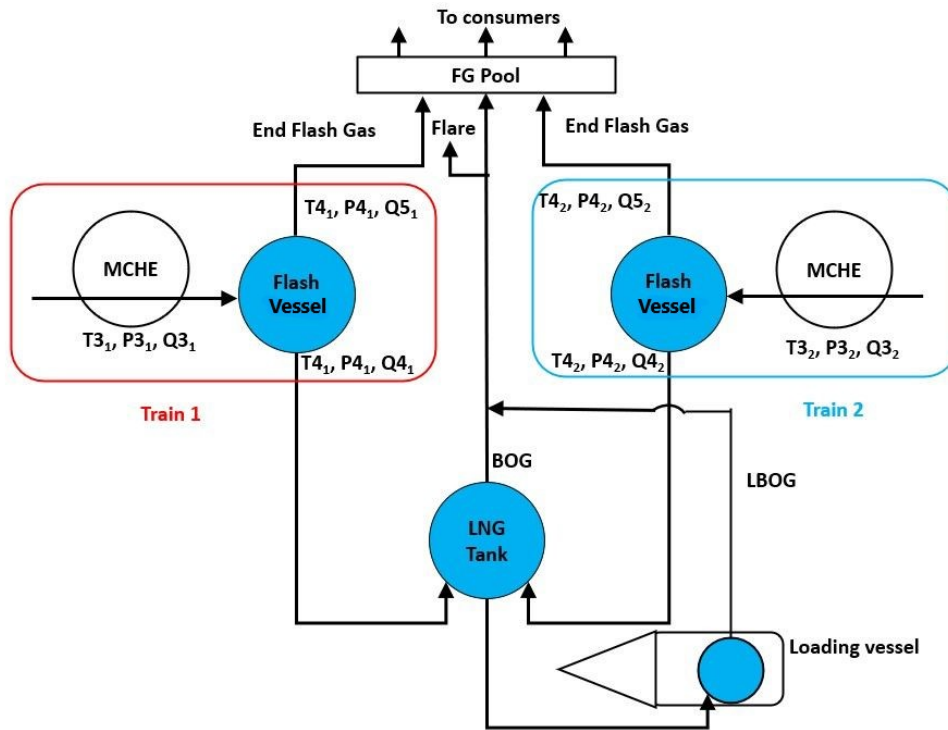 To consumers
FG Pool
End Flash Gas
Flare
End Flash Gas
T4₁, P4₁, Q5₁
T4₂, P4₂, Q5₂
MCHE
Flash
Vessel
Flash
Vessel
MCHE
T3₁, P3₁, Q3₁
T3₂, P3₂, Q3₂
T4₁, P4₁, Q4₁
T4₂, P4₂, Q4₂
Train 1
Train 2
BOG
LBOG
LNG
Tank
Loading vessel